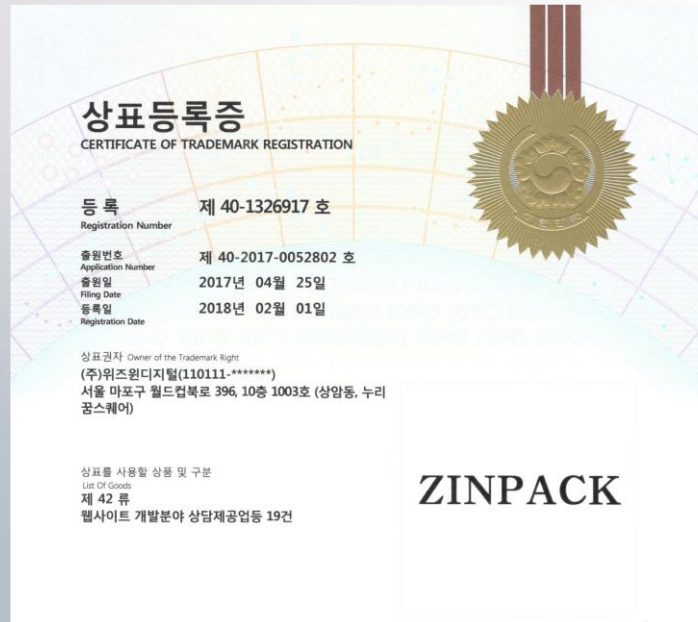 상표등록증
CERTIFICATE OF TRADEMARK REGISTRATION
등 록 제 40-1326917 호
Registration Number
출원번호 제 40-2017-0052802 호
Application Number
출원일 2017년 04월 25일
Filing Date
등록일 2018년 02월 01일
Registration Date
상표권자 Owner of the Trademark Right
(주)위즈윈디지털(110111-*******)
서울 마포구 월드컵북로 396, 10층 1003호 (상암동, 누리
꿈스퀘어)
상표를 사용할 상품 및 구분
List Of Goods
제 42 류
웹사이트 개발분야 상담제공업등 19건
ZINPACK
대한민국